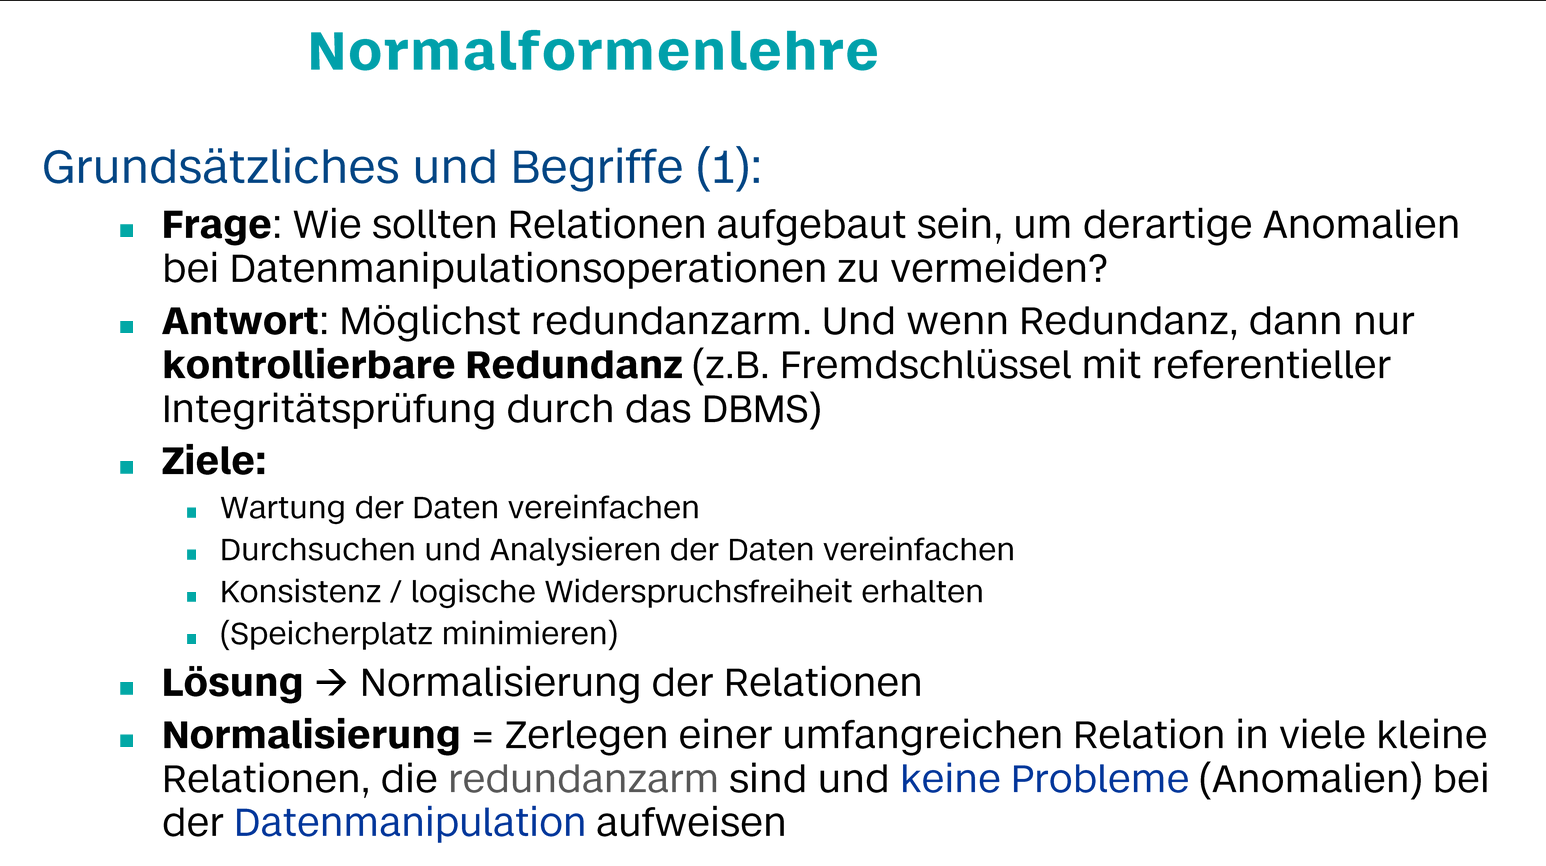 Normalformenlehre
Grundsätzliches und Begriffe (1):
▪ Frage: Wie sollten Relationen aufgebaut sein, um derartige Anomalien
bei Datenmanipulationsoperationen zu vermeiden?
▪ Antwort: Möglichst redundanzarm. Und wenn Redundanz, dann nur
kontrollierbare Redundanz (z.B. Fremdschlüssel mit referentieller
Integritätsprüfung durch das DBMS)
▪ Ziele:
▪ Wartung der Daten vereinfachen
▪ Durchsuchen und Analysieren der Daten vereinfachen
▪ Konsistenz / logische Widerspruchsfreiheit erhalten
▪ (Speicherplatz minimieren)
▪ Lösung → Normalisierung der Relationen
▪ Normalisierung = Zerlegen einer umfangreichen Relation in viele kleine
Relationen, die redundanzarm sind und keine Probleme (Anomalien) bei
der Datenmanipulation aufweisen